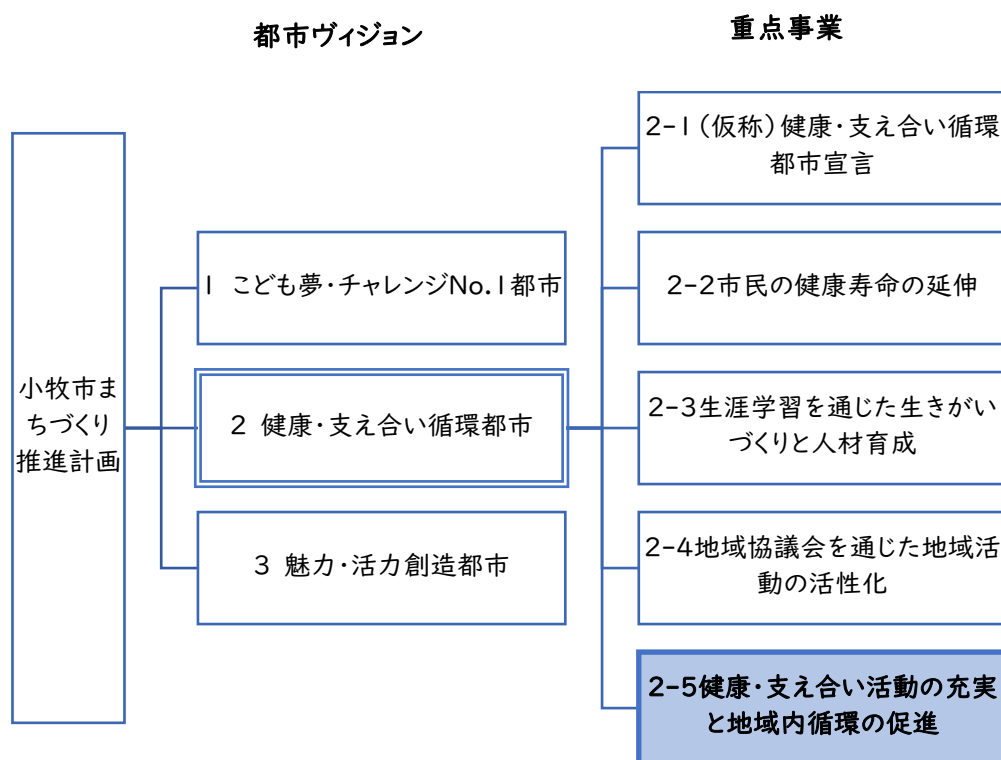 都市ヴィジョン
重点事業
小牧市ま
ちづくり
推進計画
1 こども夢・チャレンジNo.1都市
2 健康・支え合い循環都市
3 魅力・活力創造都市
2-1(仮称)健康・支え合い循環
都市宣言
2-2市民の健康寿命の延伸
2-3生涯学習を通じた生きがい
づくりと人材育成
2-4地域協議会を通じた地域活
動の活性化
2-5健康・支え合い活動の充実
と地域内循環の促進